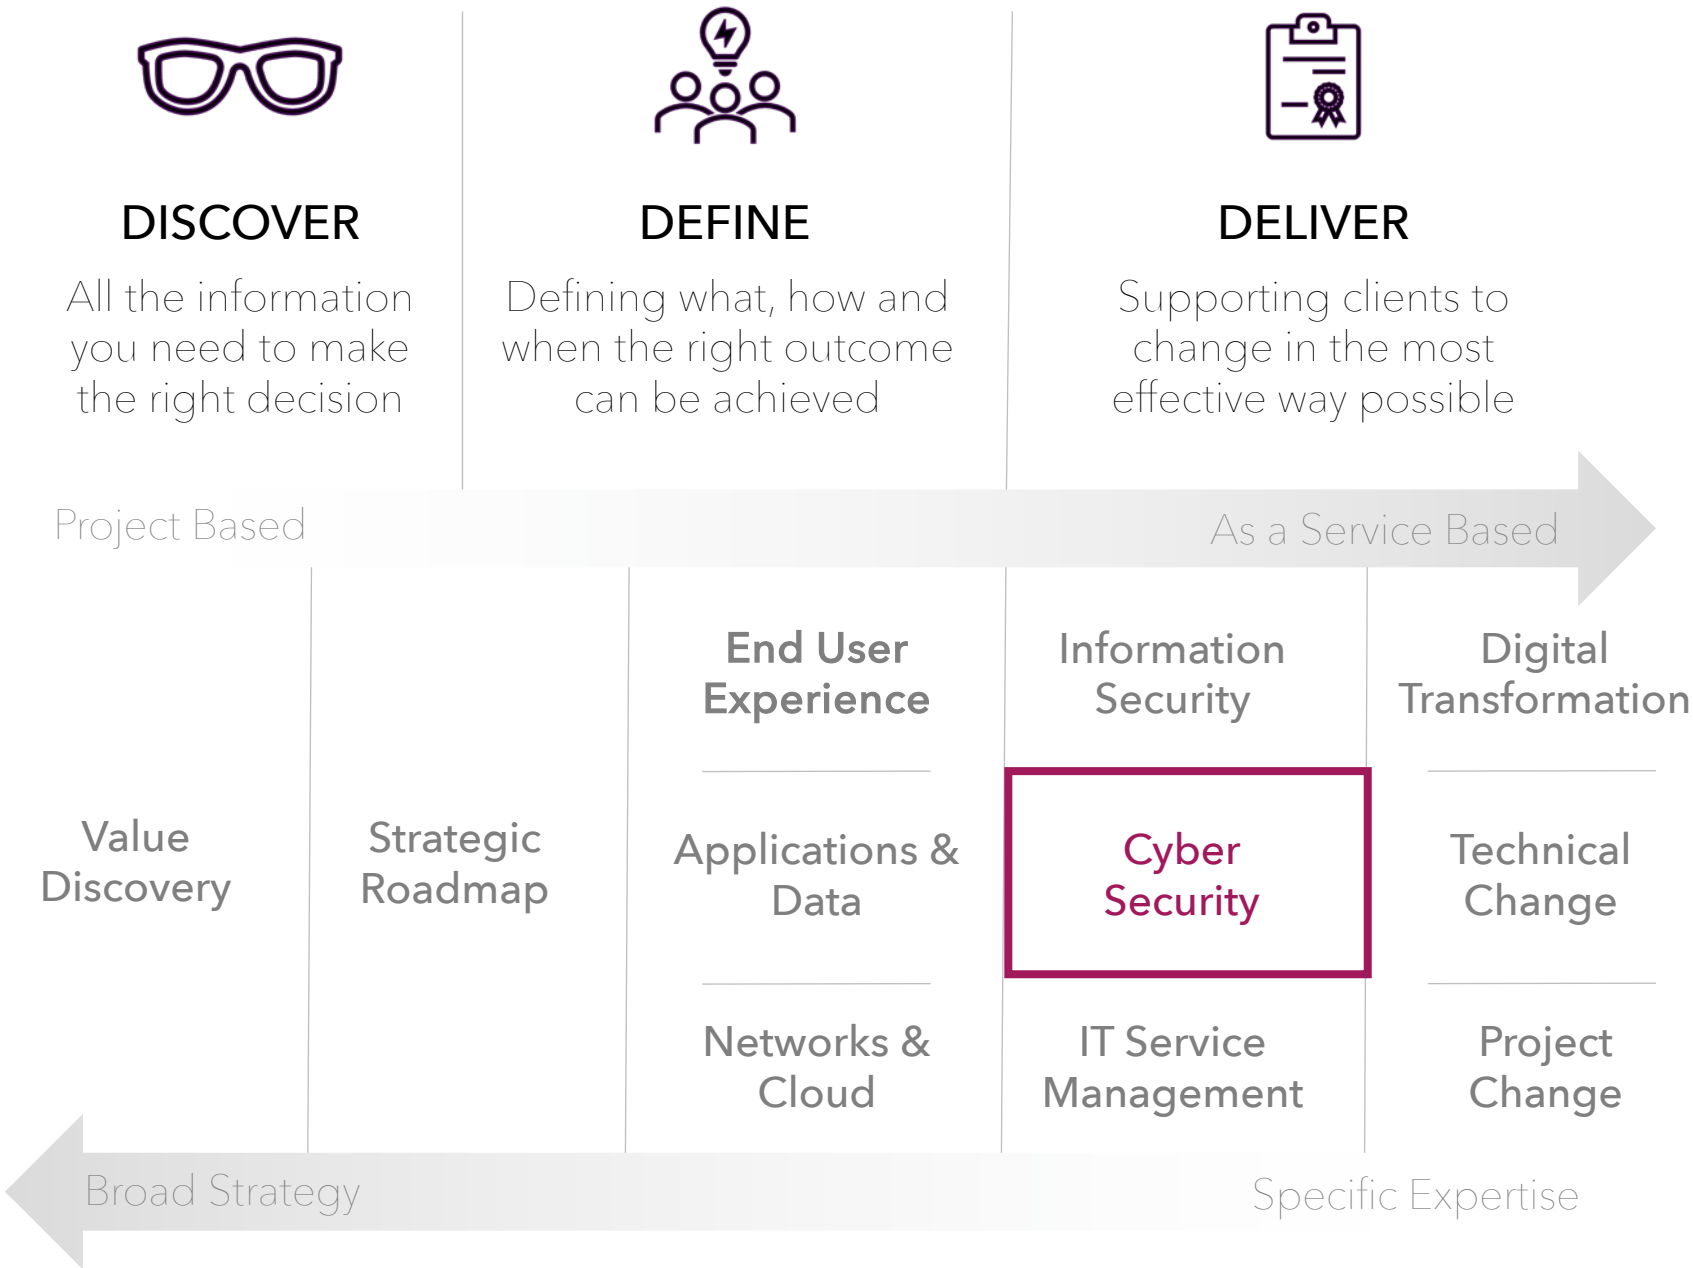 DISCOVER
All the information
you need to make
the right decision
DEFINE
Defining what, how and
when the right outcome
can be achieved
DELIVER
Supporting clients to
change in the most
effective way possible
Project Based
As a Service Based
Value
Discovery
Strategic
Roadmap
End User
Experience
Applications &
Data
Networks &
Cloud
Information
Security
Cyber
Security
IT Service
Management
Digital
Transformation
Technical
Change
Project
Change
Broad Strategy
Specific Expertise